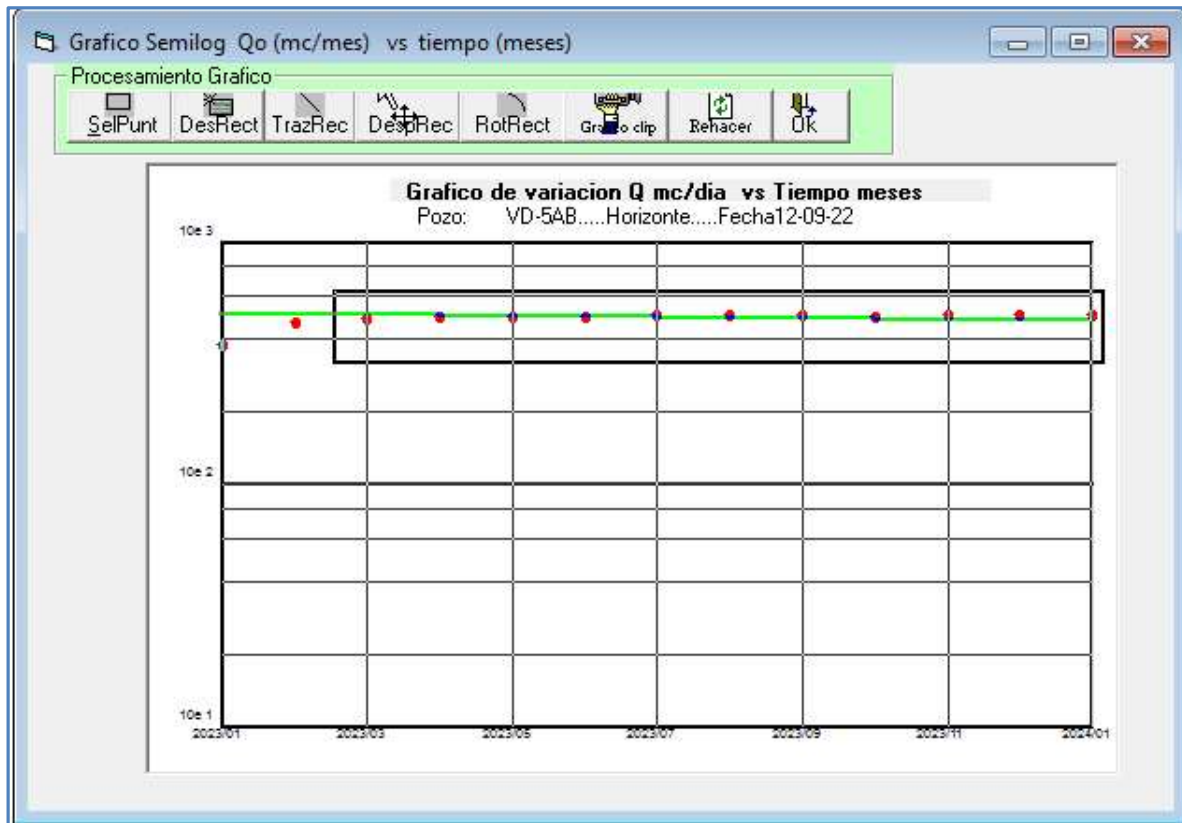 Grafico Semilog Qo (mc/mes) vs tiempo (meses)
Procesamiento Grafico
SelPunt DesRect TrazRec DespRec RotRect Grafico clip Rehacer Ok
Grafico de variacion Q mc/dia vs Tiempo meses
Pozo: VD-5AB.....Horizonte.....Fecha12-09-22
10e 3
10e 2
10e 1
2023/01 2023/03 2023/05 2023/07 2023/09 2023/11 2024/01